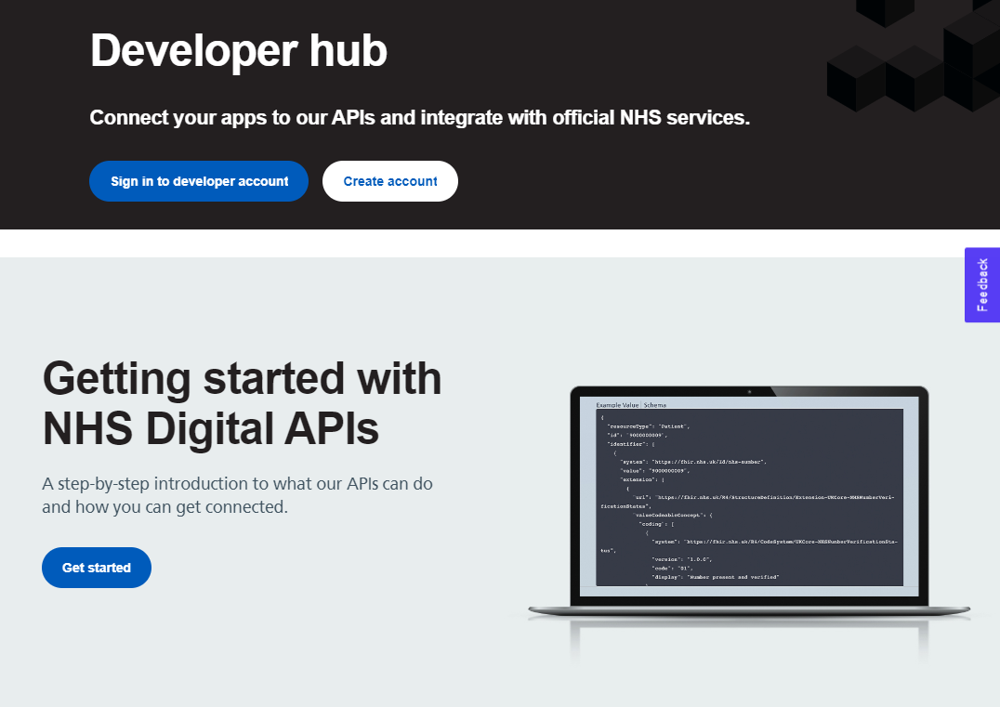 Developer hub
Connect your apps to our APIs and integrate with official NHS services.
Sign in to developer account
Create account
Feedback
Getting started with
NHS Digital APIs
A step-by-step introduction to what our APIs can do
and how you can get connected.
Get started
Example Value | Schema
{
"resourceType": "Patient",
"id": "9000000009",
"identifier": [
{
"system": "https://fhir.nhs.uk/Id/nhs-number",
"value": "9000000009",
"extension": [
{
"url": "https://fhir.nhs.uk/R4/StructureDefinition/Extension-UKCore-NHSNumberVeri-
ficationStatus",
"valueCodeableConcept": {
"coding": [
{
"system": "https://fhir.nhs.uk/R4/CodeSystem/UKCore-NHSNumberVerificationSta-
tus",
"version": "1.0.0",
"code": "01",
"display": "Number present and verified"